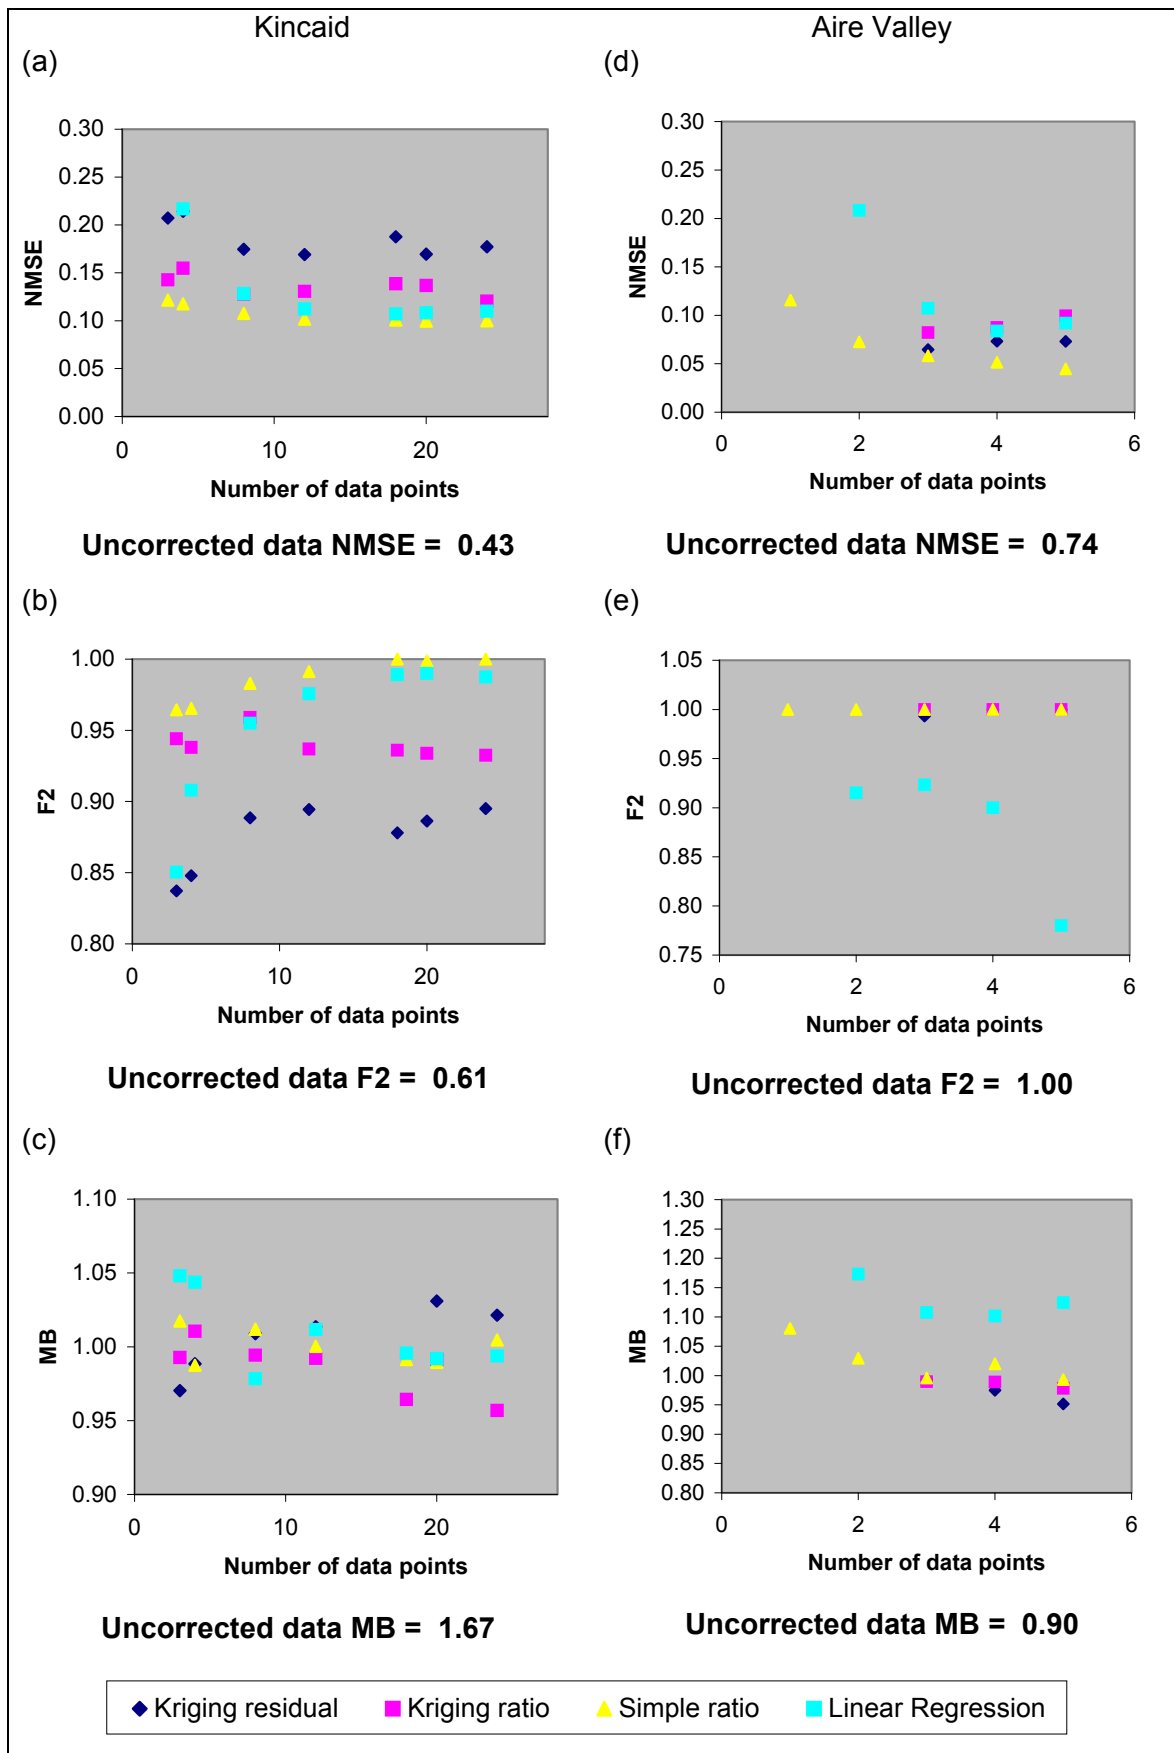 Kincaid
(a)
0.30
0.25
0.20
0.15
0.10
0.05
0.00
NMSE
0 10 20
Number of data points
Uncorrected data NMSE = 0.43
(b)
1.00
0.95
0.90
0.85
0.80
F2
0 10 20
Number of data points
Uncorrected data F2 = 0.61
(c)
1.10
1.05
1.00
0.95
0.90
MB
0 10 20
Number of data points
Uncorrected data MB = 1.67
Aire Valley
(d)
0.30
0.25
0.20
0.15
0.10
0.05
0.00
NMSE
0 2 4 6
Number of data points
Uncorrected data NMSE = 0.74
(e)
1.05
1.00
0.95
0.90
0.85
0.80
0.75
F2
0 2 4 6
Number of data points
Uncorrected data F2 = 1.00
(f)
1.30
1.25
1.20
1.15
1.10
1.05
1.00
0.95
0.90
0.85
0.80
MB
0 2 4 6
Number of data points
Uncorrected data MB = 0.90
Kriging residual Kriging ratio Simple ratio Linear Regression